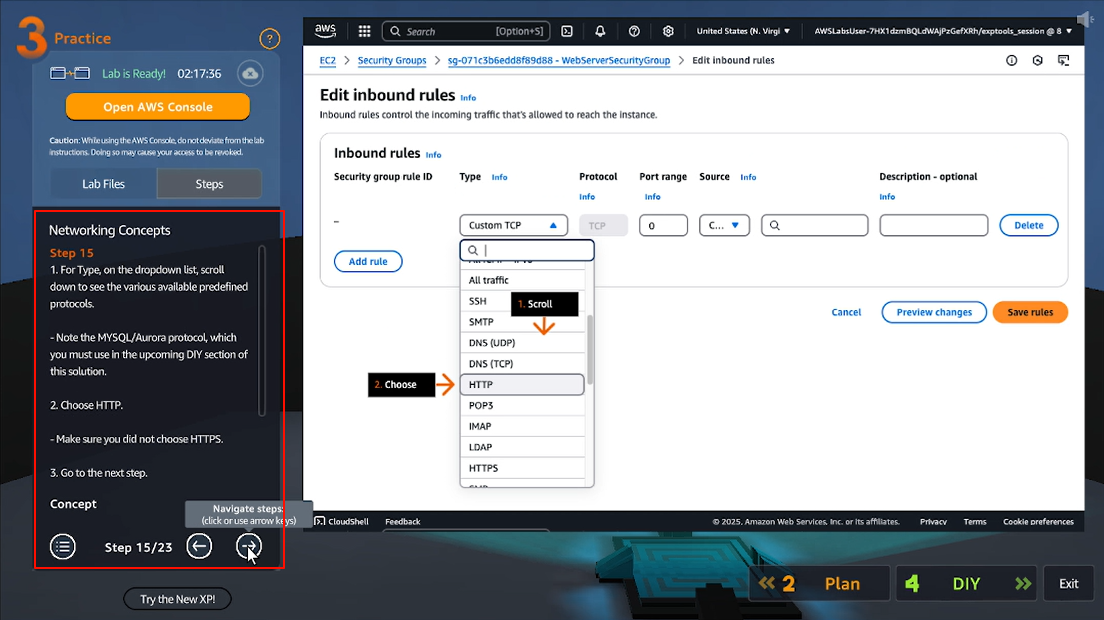 3 Practice
?
Lab is Ready! 02:17:36
Open AWS Console
Caution: While using the AWS Console, do not deviate from the lab
instructions. Doing so may cause your access to be revoked.
Lab Files
Steps
Networking Concepts
Step 15
1. For Type, on the dropdown list, scroll
down to see the various available predefined
protocols.
- Note the MYSQL/Aurora protocol, which
you must use in the upcoming DIY section of
this solution.
2. Choose HTTP.
- Make sure you did not choose HTTPS.
3. Go to the next step.
Concept
Navigate steps:
(click or use arrow keys)
Step 15/23
Try the New XP!
aws
Search [Option+S]
United States (N. Virgi
AWSLabsUser-7HX1dzmBQLdWAjPzGefXRh/exptools_session @ 8
EC2 > Security Groups > sg-071c3b6edd8f89d88 - WebServerSecurityGroup > Edit inbound rules
Edit inbound rules Info
Inbound rules control the incoming traffic that's allowed to reach the instance.
Inbound rules Info
Security group rule ID
Type Info
Protocol
Info
Port range
Info
Source Info
Description - optional
Info
–
Custom TCP
TCP
0
C...
Delete
Add rule
All traffic
SSH
SMTP
DNS (UDP)
DNS (TCP)
HTTP
POP3
IMAP
LDAP
HTTPS
1. Scroll
2. Choose
Cancel
Preview changes
Save rules
CloudShell
Feedback
© 2025, Amazon Web Services, Inc. or its affiliates.
Privacy
Terms
Cookie preferences
2 Plan
4 DIY
Exit